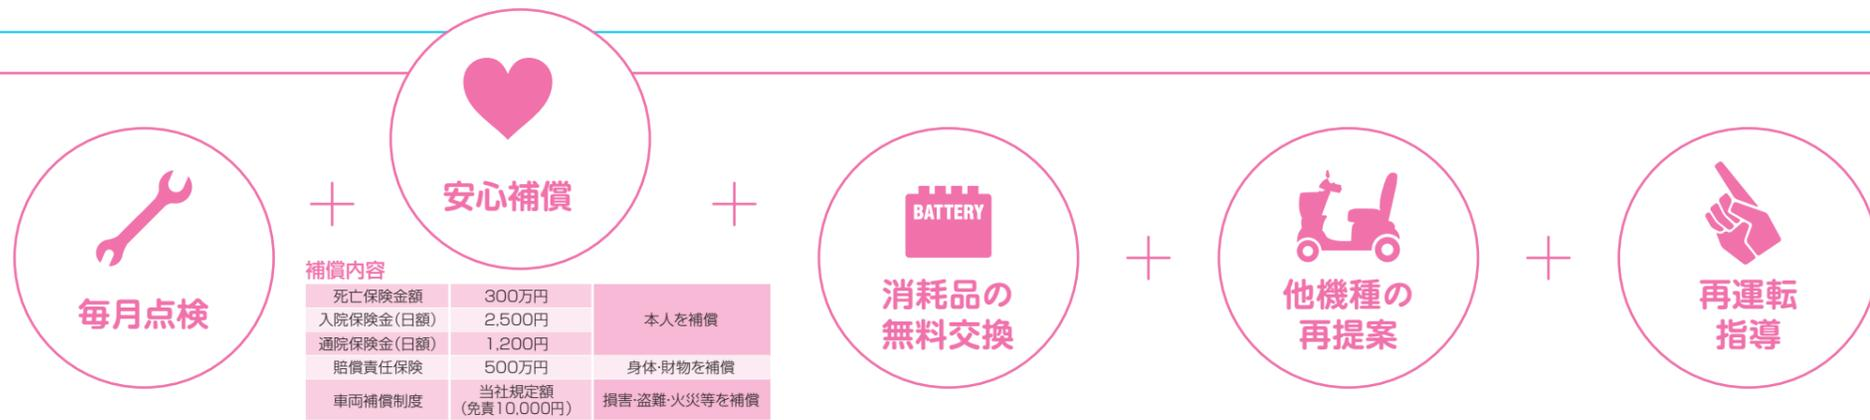 毎月点検
安心補償
補償内容
死亡保険金額 300万円 本人を補償
入院保険金(日額) 2,500円
通院保険金(日額) 1,200円
賠償責任保険 500万円 身体・財物を補償
車両補償制度 当社規定額 損害・盗難・火災等を補償
(免責10,000円)
BATTERY
消耗品の
無料交換
他機種の
再提案
再運転
指導